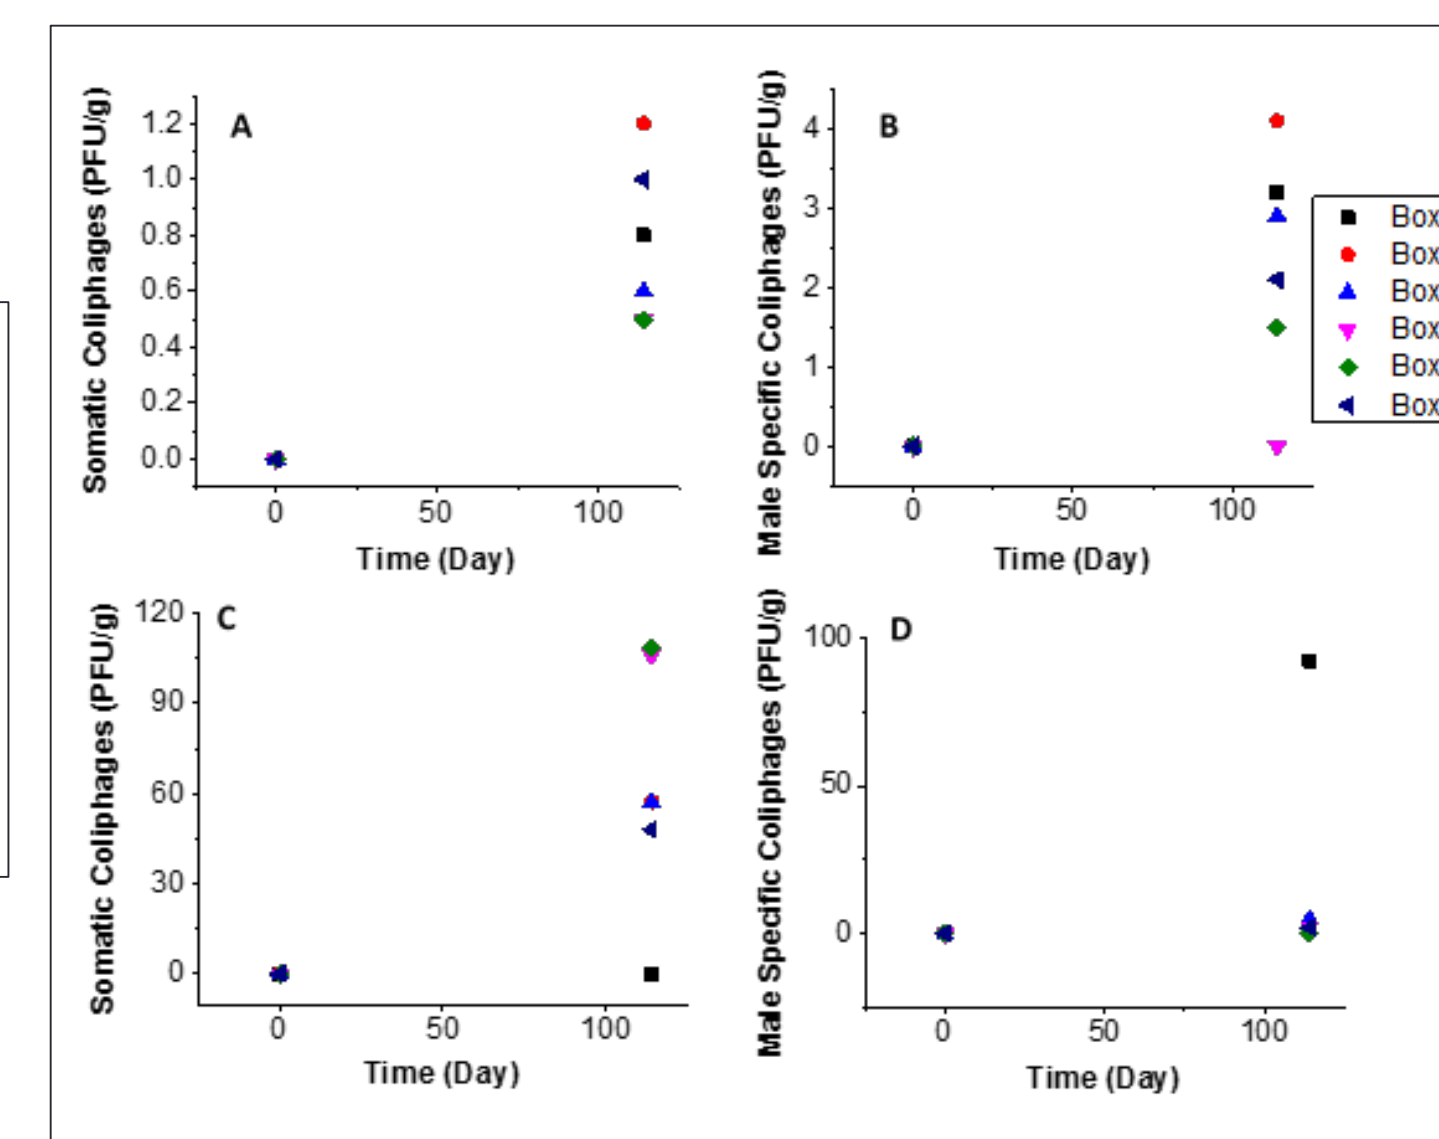 A
Somatic Coliphages (PFU/g)
1.2
1.0
0.8
0.6
0.4
0.2
0.0
0 50 100
Time (Day)
B
Male Specific Coliphages (PFU/g)
4
3
2
1
0
0 50 100
Time (Day)
Box
Box
Box
Box
Box
Box
C
Somatic Coliphages (PFU/g)
120
90
60
30
0
0 50 100
Time (Day)
D
Male Specific Coliphages (PFU/g)
100
50
0
0 50 100
Time (Day)